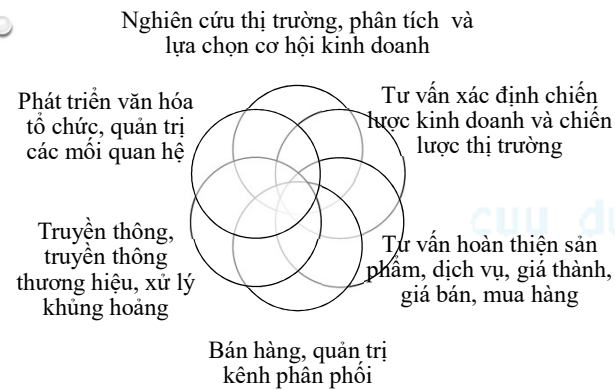 Nghiên cứu thị trường, phân tích và
lựa chọn cơ hội kinh doanh
Phát triển văn hóa
tổ chức, quản trị
các mối quan hệ
Tư vấn xác định chiến
lược kinh doanh và chiến
lược thị trường
Truyền thông,
truyền thông
thương hiệu, xử lý
khủng hoảng
Tư vấn hoàn thiện sản
phẩm, dịch vụ, giá thành,
giá bán, mua hàng
Bán hàng, quản trị
kênh phân phối
cuu du